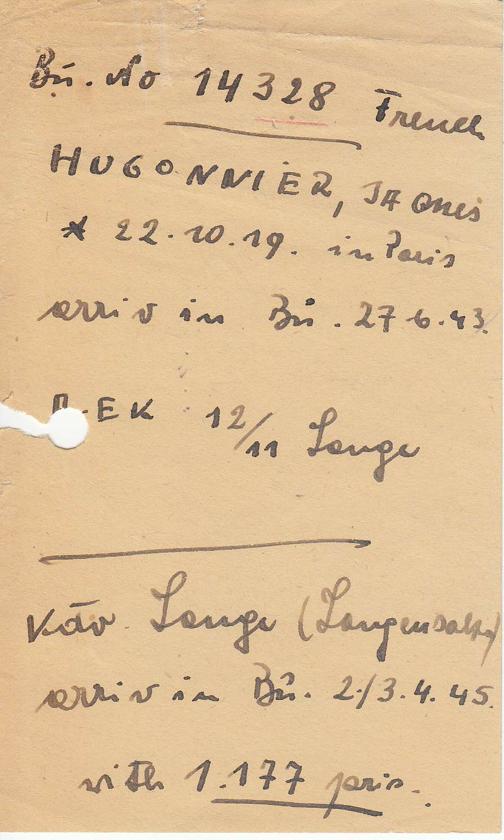 Bu. No 14328 French
HUGONNIER, JAQues
* 22.10.19. in Paris
arriv in Bu. 27.6.43.
EK 12/11 Lange
Kdo. Lange (Langensalza)
arriv in Bu. 2./3.4.45.
with 1.177 pris.